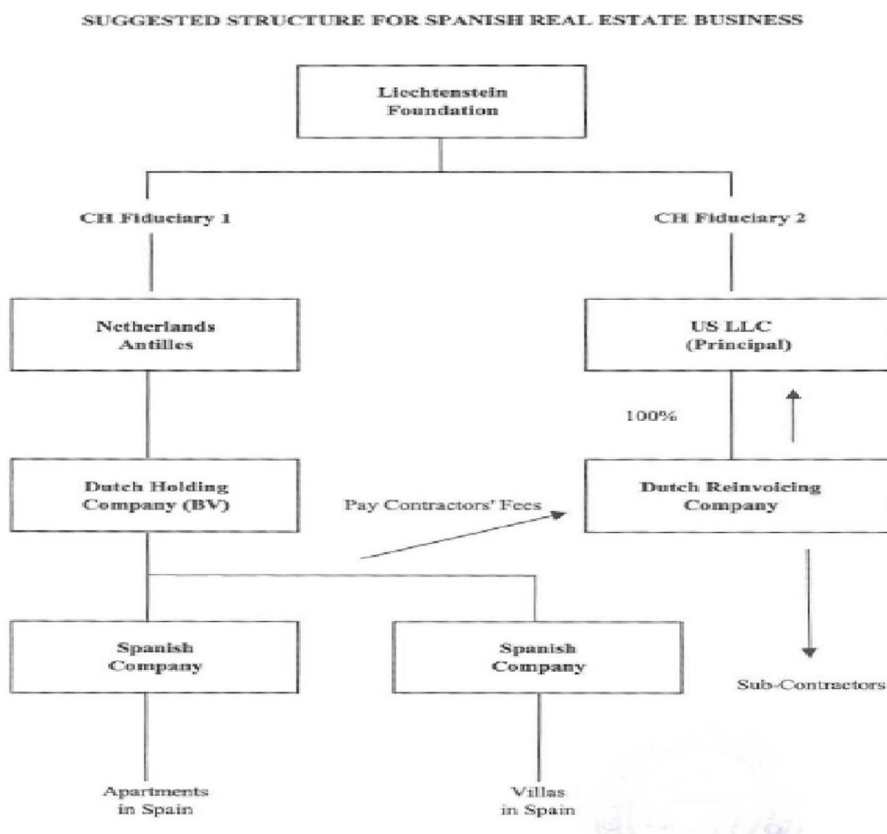 SUGGESTED STRUCTURE FOR SPANISH REAL ESTATE BUSINESS
Liechtenstein
Foundation
CH Fiduciary 1
CH Fiduciary 2
Netherlands
Antilles
US LLC
(Principal)
100%
Dutch Holding
Company (BV)
Pay Contractors' Fees
Dutch Reinvoicing
Company
Spanish
Company
Spanish
Company
Sub-Contractors
Apartments
in Spain
Villas
in Spain